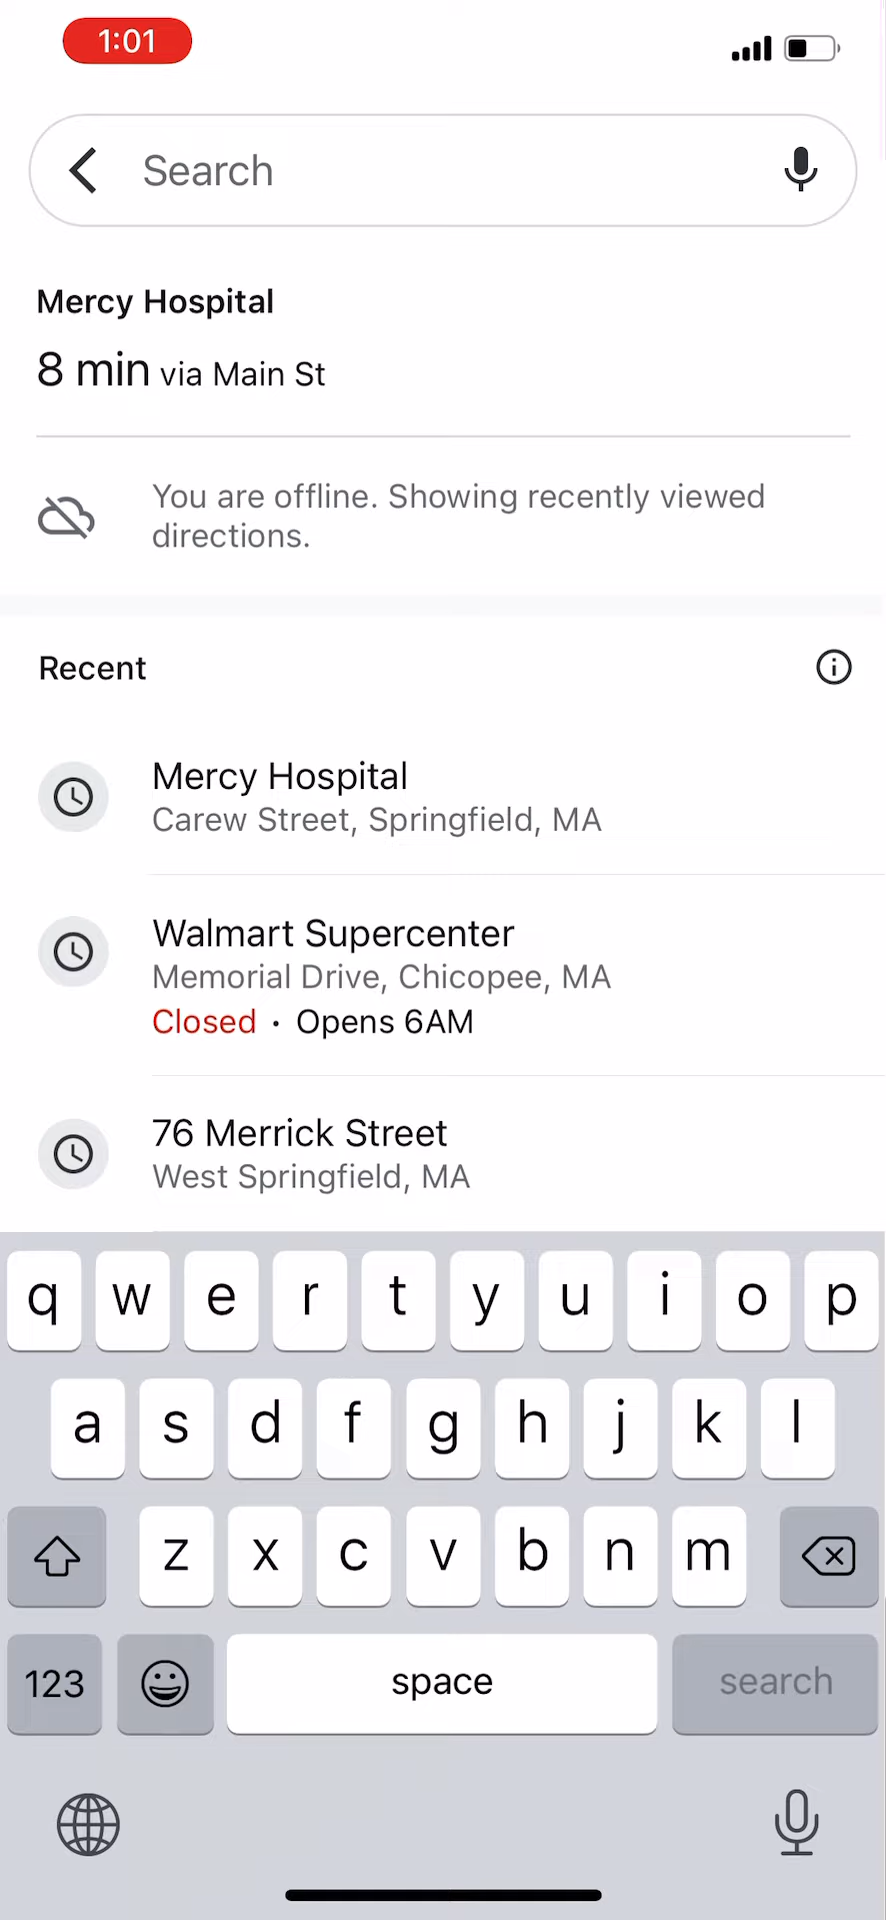 1:01
Search
Mercy Hospital
8 min via Main St
You are offline. Showing recently viewed
directions.
Recent
Mercy Hospital
Carew Street, Springfield, MA
Walmart Supercenter
Memorial Drive, Chicopee, MA
Closed · Opens 6AM
76 Merrick Street
West Springfield, MA
q w e r t y u i o p
a s d f g h j k l
z x c v b n m
123 space search